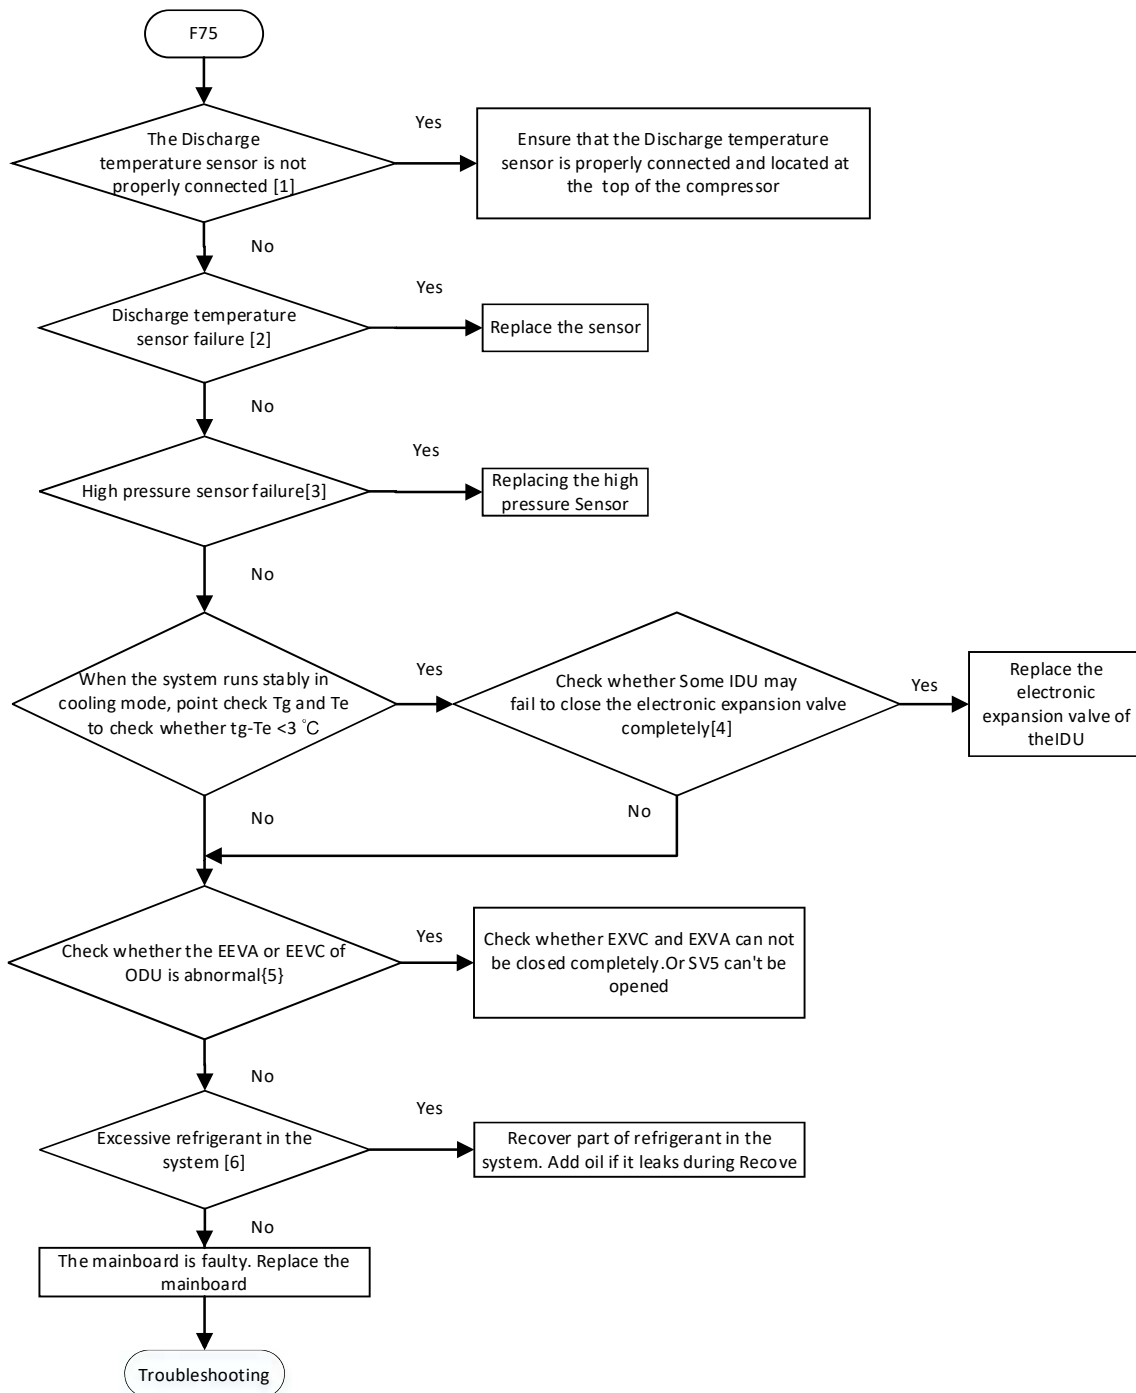 F75
The Discharge
temperature sensor is not
properly connected [1]
Yes
Ensure that the Discharge temperature
sensor is properly connected and located at
the top of the compressor
No
Discharge temperature
sensor failure [2]
Yes
Replace the sensor
No
High pressure sensor failure[3]
Yes
Replacing the high
pressure Sensor
No
When the system runs stably in
cooling mode, point check Tg and Te
to check whether tg-Te <3 ℃
Yes
Check whether Some IDU may
fail to close the electronic expansion valve
completely[4]
Yes
Replace the
electronic
expansion valve of
theIDU
No
No
Check whether the EEVA or EEVC of
ODU is abnormal{5}
Yes
Check whether EXVC and EXVA can not
be closed completely.Or SV5 can't be
opened
No
Excessive refrigerant in the
system [6]
Yes
Recover part of refrigerant in the
system. Add oil if it leaks during Recove
No
The mainboard is faulty. Replace the
mainboard
Troubleshooting